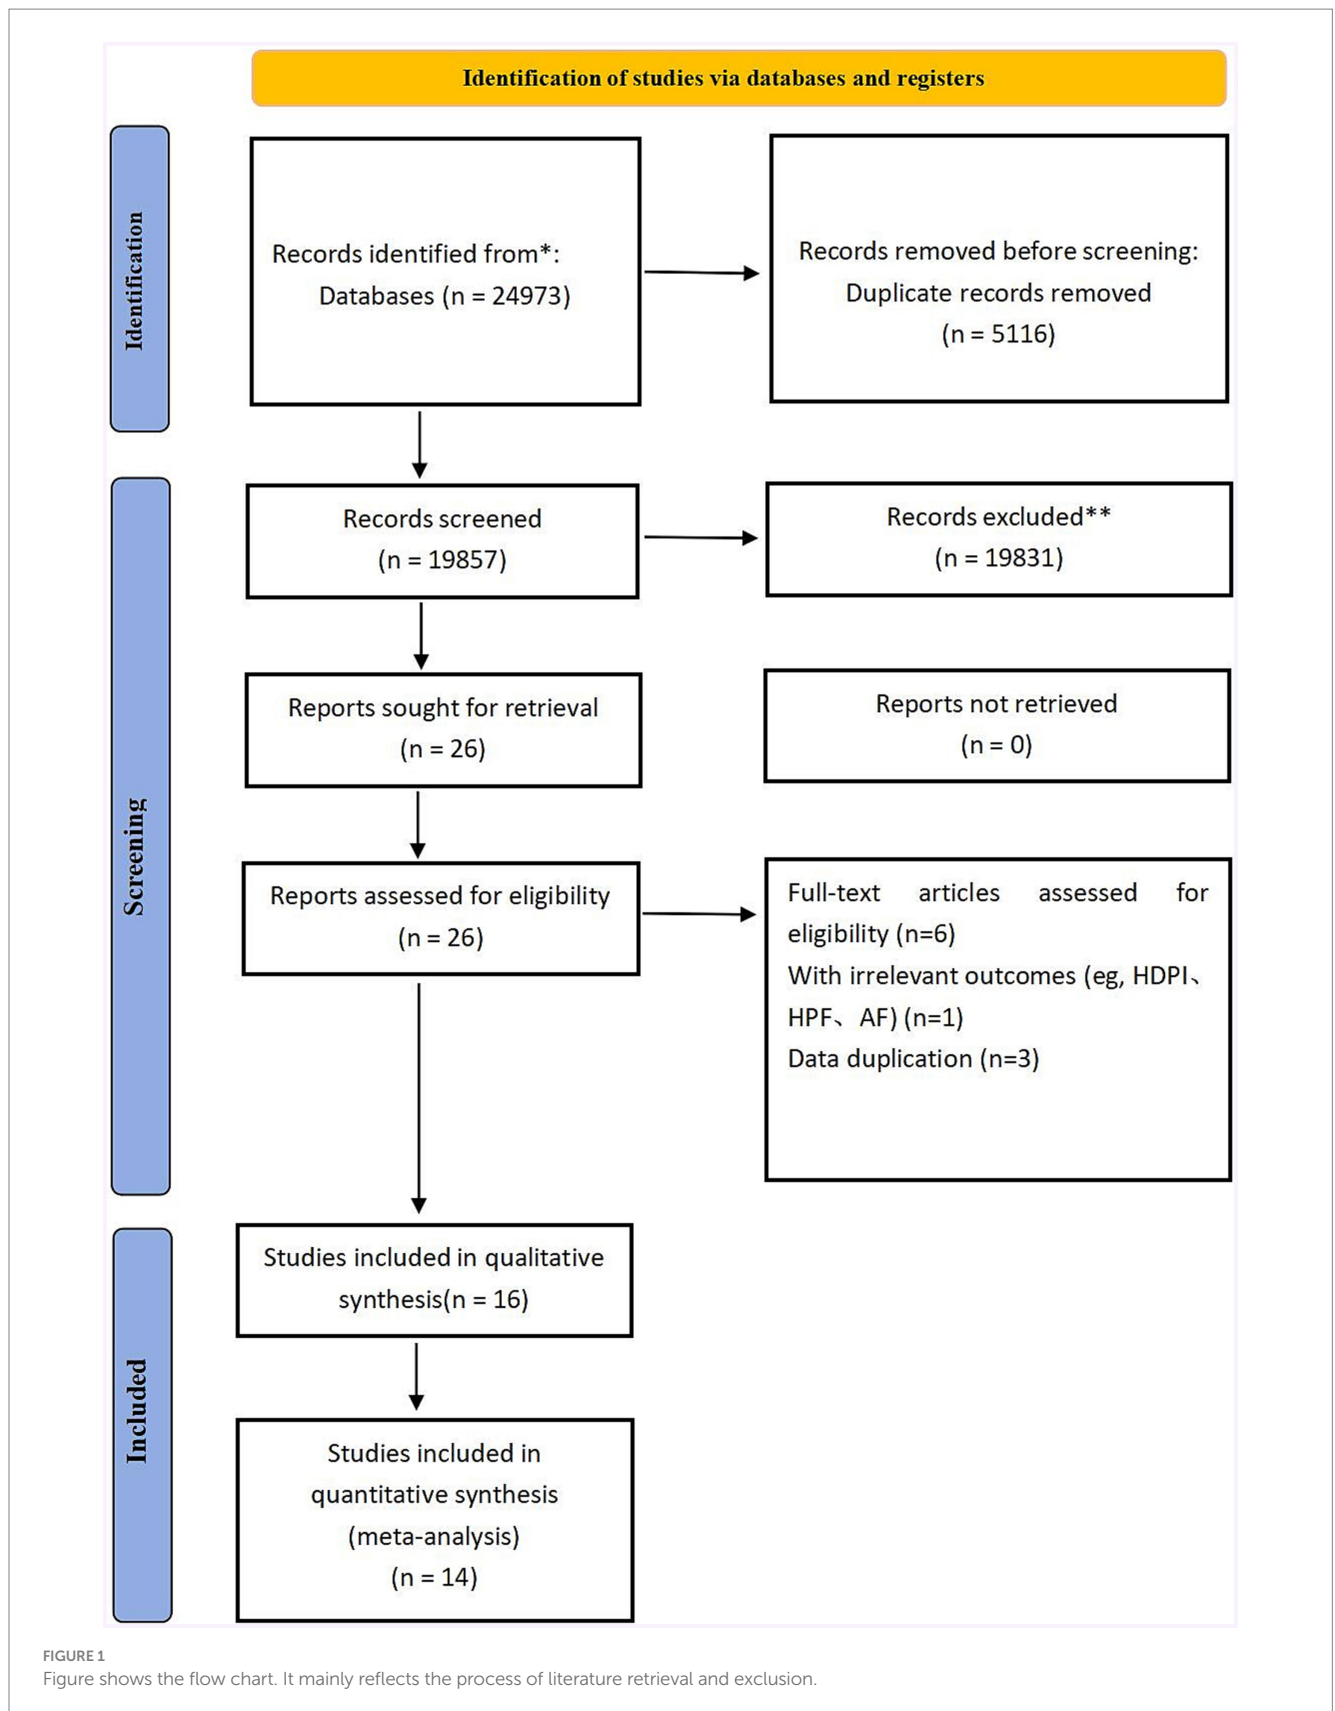 Identification of studies via databases and registers
Identification
Records identified from*:
Databases (n = 24973)
Records removed before screening:
Duplicate records removed
(n = 5116)
Screening
Records screened
(n = 19857)
Records excluded**
(n = 19831)
Reports sought for retrieval
(n = 26)
Reports not retrieved
(n = 0)
Reports assessed for eligibility
(n = 26)
Full-text articles assessed for
eligibility (n=6)
With irrelevant outcomes (eg, HDPI、
HPF、AF) (n=1)
Data duplication (n=3)
Included
Studies included in qualitative
synthesis(n = 16)
Studies included in
quantitative synthesis
(meta-analysis)
(n = 14)
FIGURE 1
Figure shows the flow chart. It mainly reflects the process of literature retrieval and exclusion.